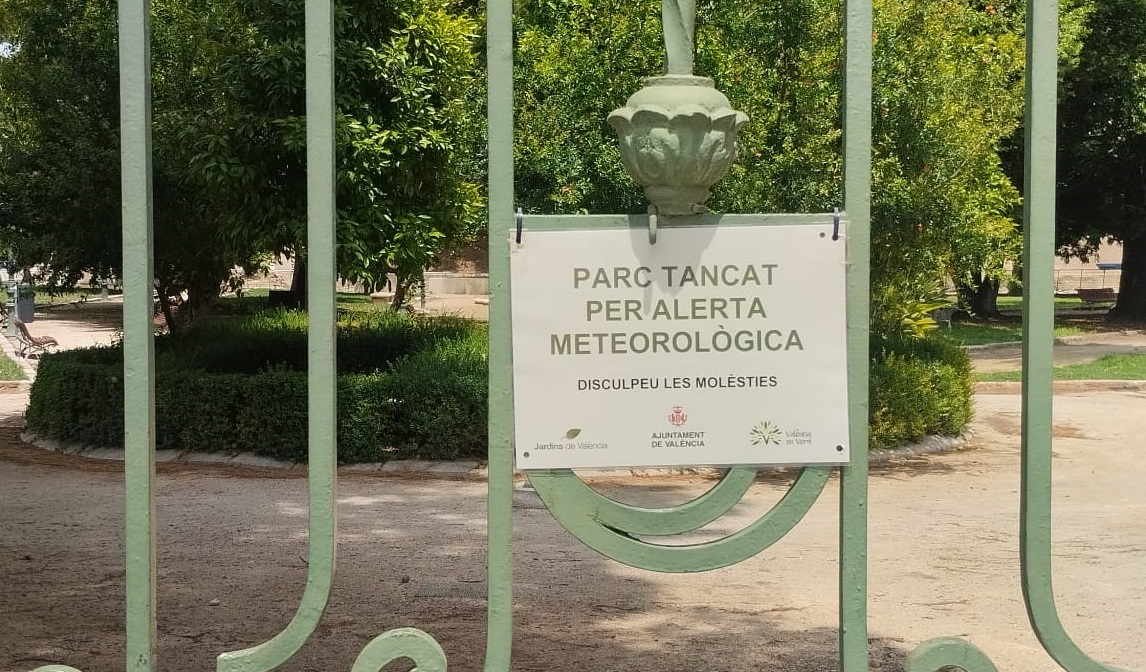 PARC TANCAT
PER ALERTA
METEOROLÒGICA
DISCULPEU LES MOLÈSTIES
Jardins de València
AJUNTAMENT
DE VALÈNCIA
València
en Verd